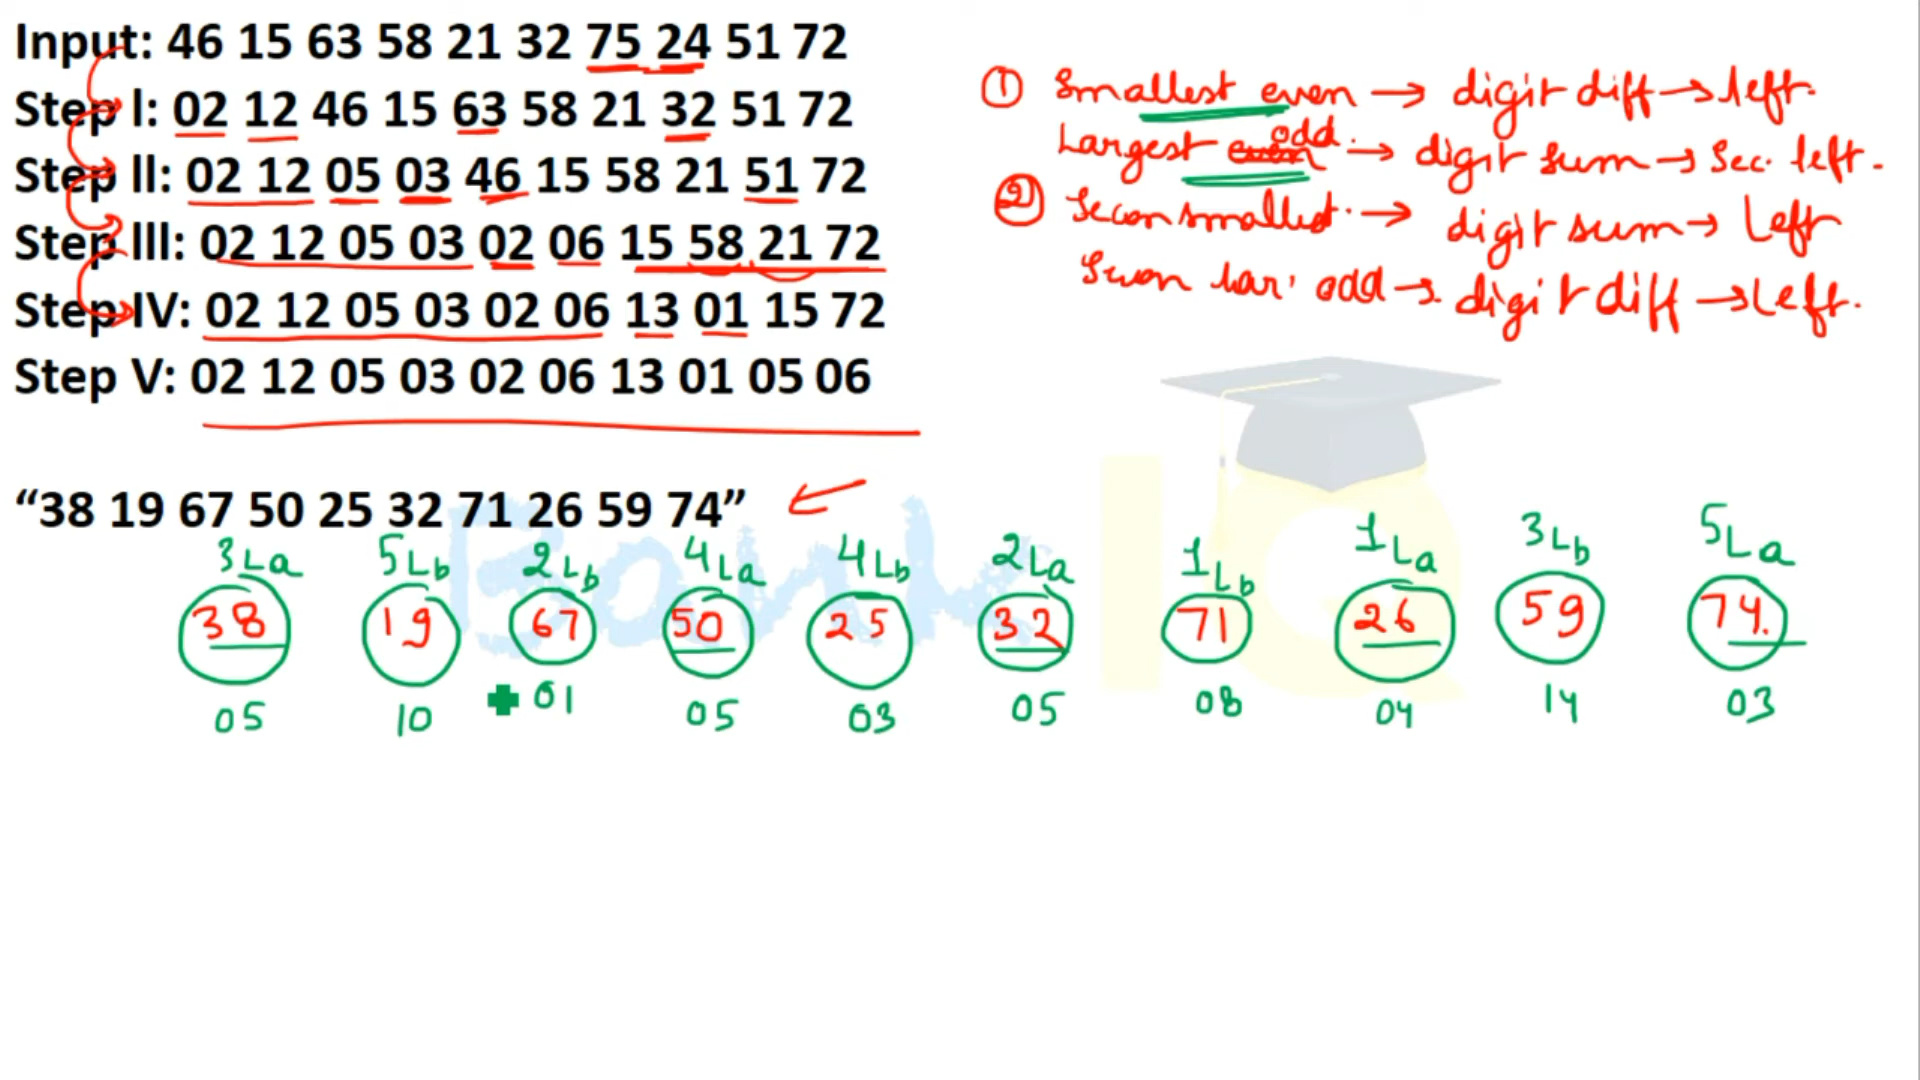 Input: 46 15 63 58 21 32 75 24 51 72
Step I: 02 12 46 15 63 58 21 32 51 72
Step II: 02 12 05 03 46 15 58 21 51 72
Step III: 02 12 05 03 02 06 15 58 21 72
Step IV: 02 12 05 03 02 06 13 01 15 72
Step V: 02 12 05 03 02 06 13 01 05 06
① Smallest even → digit diff → left.
Largest odd. → digit sum → Sec. left.
② Seconsmallest. → digit sum → Left
Secon lar. odd → digit diff → Left.
“38 19 67 50 25 32 71 26 59 74”
3La 5Lb 2Lb 4La 4Lb 2La 1Lb 1La 3Lb 5La
38 19 67 50 25 32 71 26 59 74.
05 10 01 05 03 05 08 04 14 03
Bank IQ